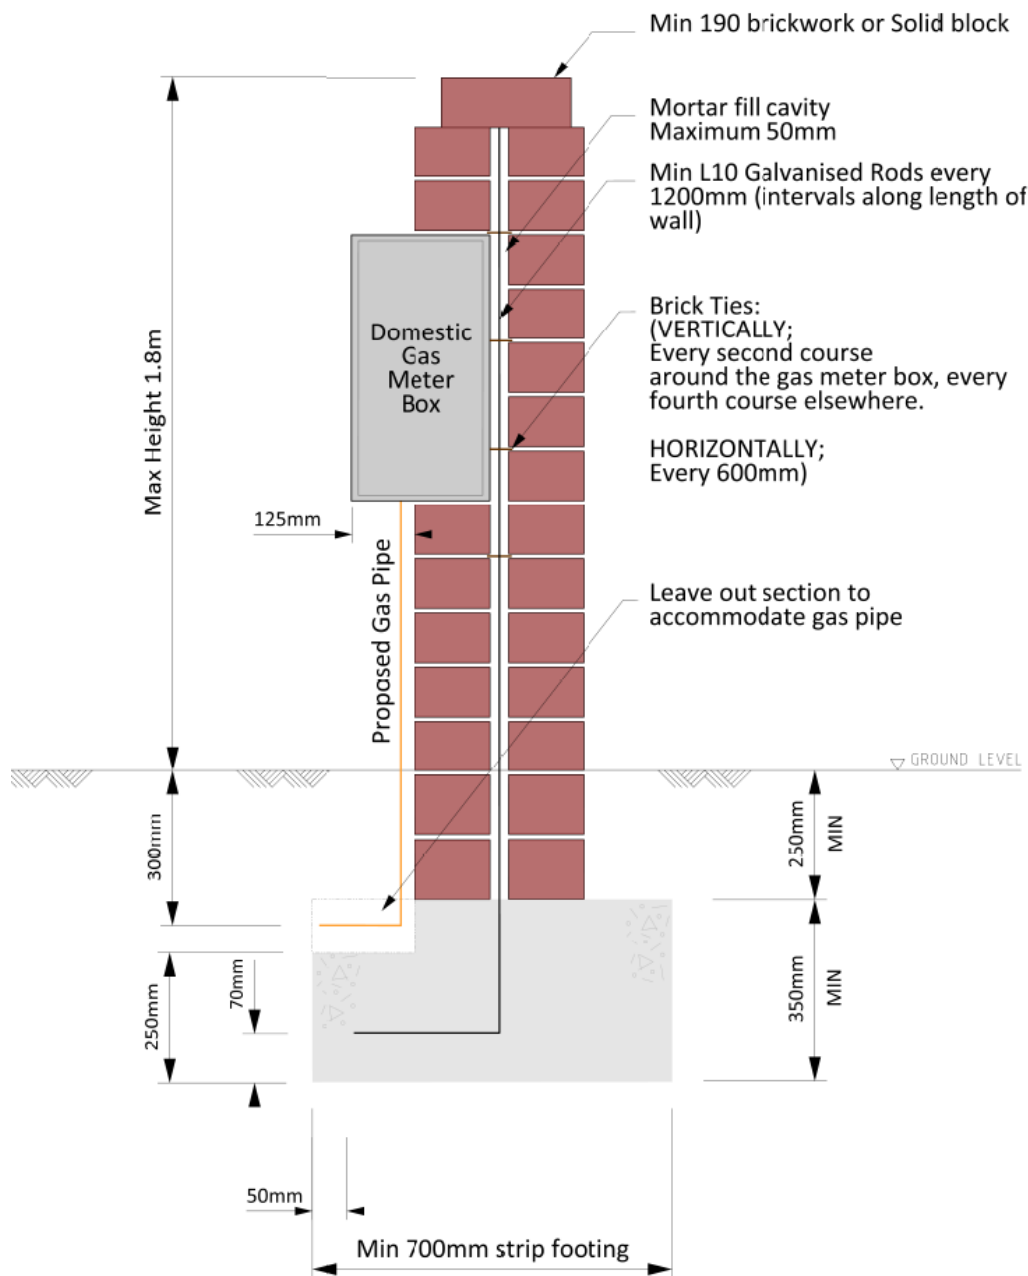 Min 190 brickwork or Solid block
Mortar fill cavity
Maximum 50mm
Min L10 Galvanised Rods every
1200mm (intervals along length of
wall)
Domestic
Gas
Meter
Box
Brick Ties:
(VERTICALLY;
Every second course
around the gas meter box, every
fourth course elsewhere.
HORIZONTALLY;
Every 600mm)
Max Height 1.8m
125mm
Proposed Gas Pipe
Leave out section to
accommodate gas pipe
GROUND LEVEL
300mm
250mm
MIN
250mm
70mm
350mm
MIN
50mm
Min 700mm strip footing